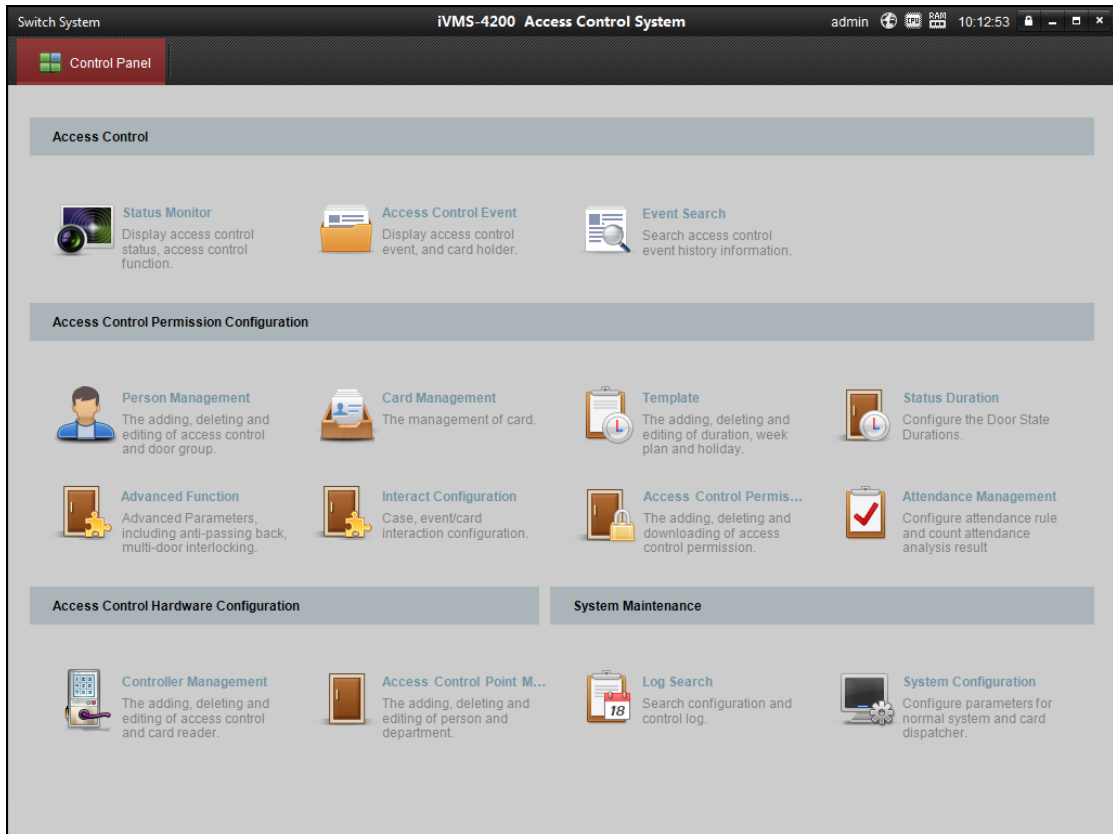 Switch System
iVMS-4200 Access Control System
admin
CPU
RAM
10:12:53
Control Panel
Access Control
Status Monitor
Display access control
status, access control
function.
Access Control Event
Display access control
event, and card holder.
Event Search
Search access control
event history information.
Access Control Permission Configuration
Person Management
The adding, deleting and
editing of access control
and door group.
Card Management
The management of card.
Template
The adding, deleting and
editing of duration, week
plan and holiday.
Status Duration
Configure the Door State
Durations.
Advanced Function
Advanced Parameters,
including anti-passing back,
multi-door interlocking.
Interact Configuration
Case, event/card
interaction configuration.
Access Control Permis...
The adding, deleting and
downloading of access
control permission.
Attendance Management
Configure attendance rule
and count attendance
analysis result
Access Control Hardware Configuration
Controller Management
The adding, deleting and
editing of access control
and card reader.
Access Control Point M...
The adding, deleting and
editing of person and
department.
System Maintenance
Log Search
Search configuration and
control log.
18
System Configuration
Configure parameters for
normal system and card
dispatcher.